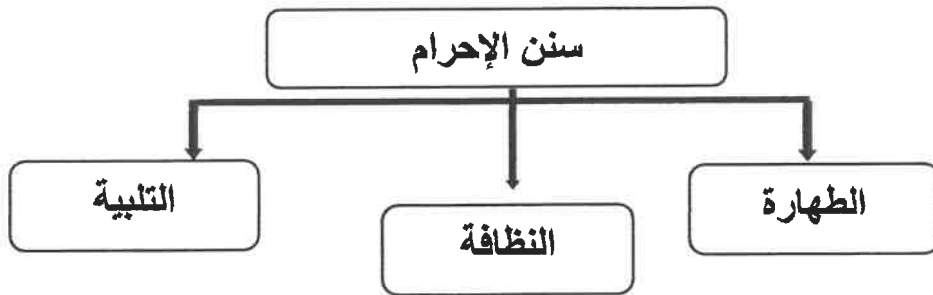 سنن الإحرام
الطهارة
النظافة
التلبية